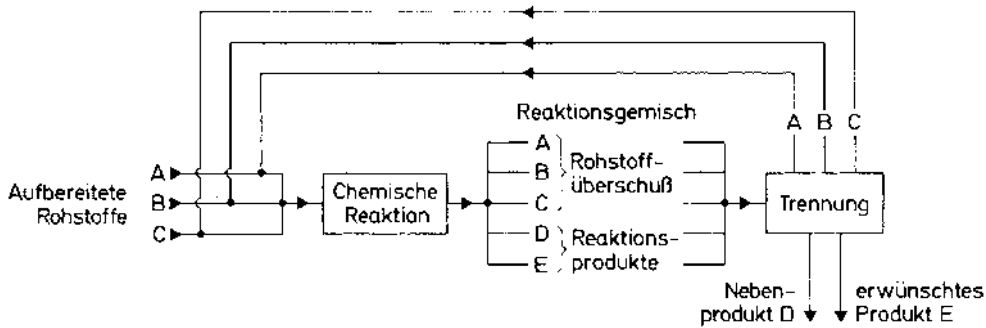 Reaktionsgemisch
A B C
Aufbereitete
Rohstoffe
A
B
C
Chemische
Reaktion
A
B
C
D
E
Rohstoff-
überschuß
Reaktions-
produkte
Trennung
Neben-
produkt D
erwünschtes
Produkt E